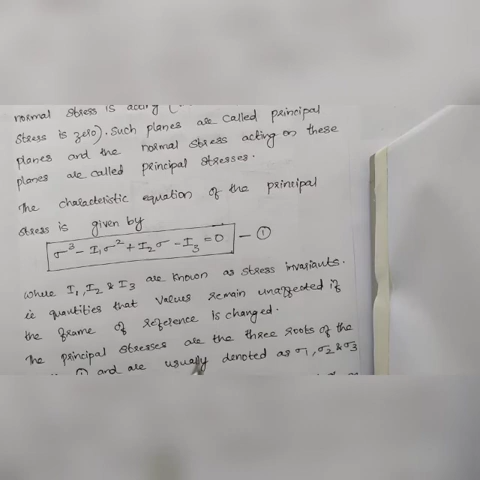 normal stress is acting
stress is zero). Such planes are called principal
planes and the normal stress acting on these
planes are called principal stresses.
The characteristic equation of the principal
stress is given by
σ³ - I₁σ² + I₂σ - I₃ = 0 — ①
where I₁, I₂ & I₃ are known as stress invariants.
ie quantities that values remain unaffected if
the frame of reference is changed.
The principal stresses are the three roots of the
① and are usually denoted as σ₁, σ₂ & σ₃